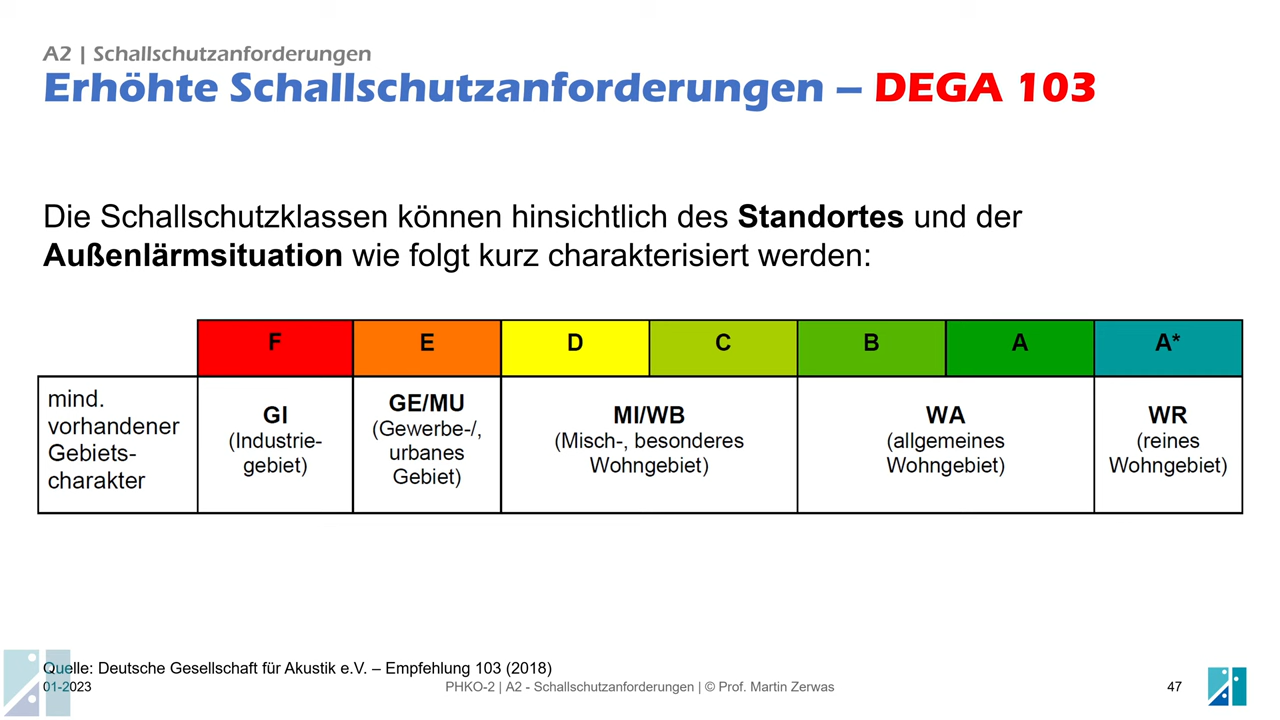 A2 | Schallschutzanforderungen
Erhöhte Schallschutzanforderungen – DEGA 103
Die Schallschutzklassen können hinsichtlich des Standortes und der
Außenlärmsituation wie folgt kurz charakterisiert werden:
F E D C B A A*
mind.
vorhandener
Gebiets-
charakter
GI
(Industrie-
gebiet)
GE/MU
(Gewerbe-/,
urbanes
Gebiet)
MI/WB
(Misch-, besonderes
Wohngebiet)
WA
(allgemeines
Wohngebiet)
WR
(reines
Wohngebiet)
Quelle: Deutsche Gesellschaft für Akustik e.V. – Empfehlung 103 (2018)
01-2023
PHKO-2 | A2 - Schallschutzanforderungen | © Prof. Martin Zerwas
47